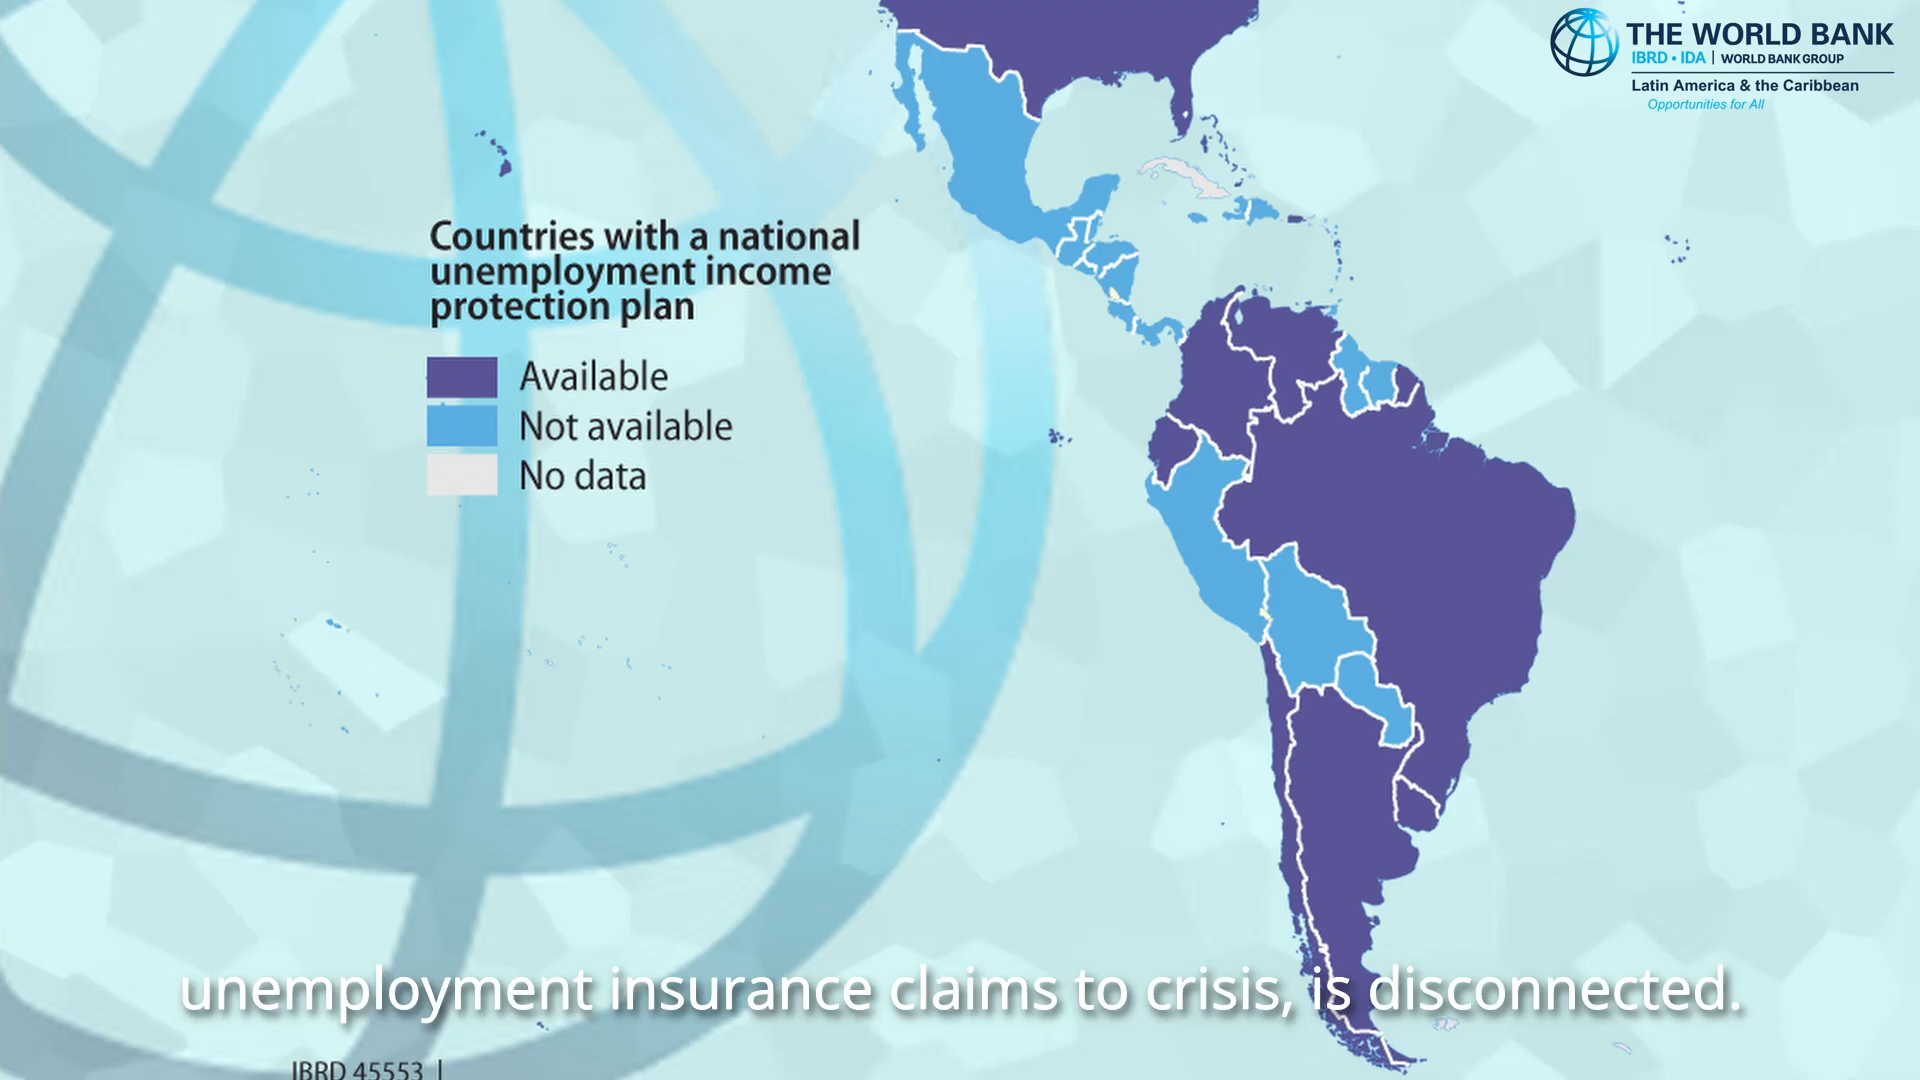 THE WORLD BANK
IBRD • IDA | WORLD BANK GROUP
Latin America & the Caribbean
Opportunities for All
Countries with a national
unemployment income
protection plan
Available
Not available
No data
unemployment insurance claims to crisis, is disconnected.
IBRD 45553 |